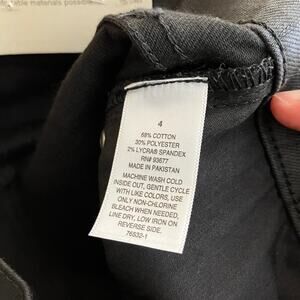 materials possible
4
68% COTTON
30% POLYESTER
2% LYCRA® SPANDEX
RN# 93677
MADE IN PAKISTAN
MACHINE WASH COLD
INSIDE OUT, GENTLE CYCLE
WITH LIKE COLORS, USE
ONLY NON-CHLORINE
BLEACH WHEN NEEDED,
LINE DRY, LOW IRON ON
REVERSE SIDE.
76532-1